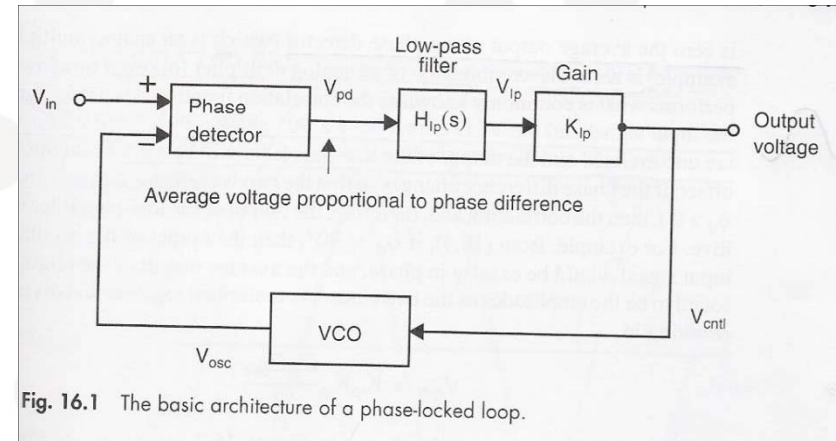 Low-pass
filter
Gain
V_in
+
−
Phase
detector
V_pd
H_lp(s)
V_lp
K_lp
Output
voltage
Average voltage proportional to phase difference
VCO
V_osc
V_cntl
Fig. 16.1 The basic architecture of a phase-locked loop.